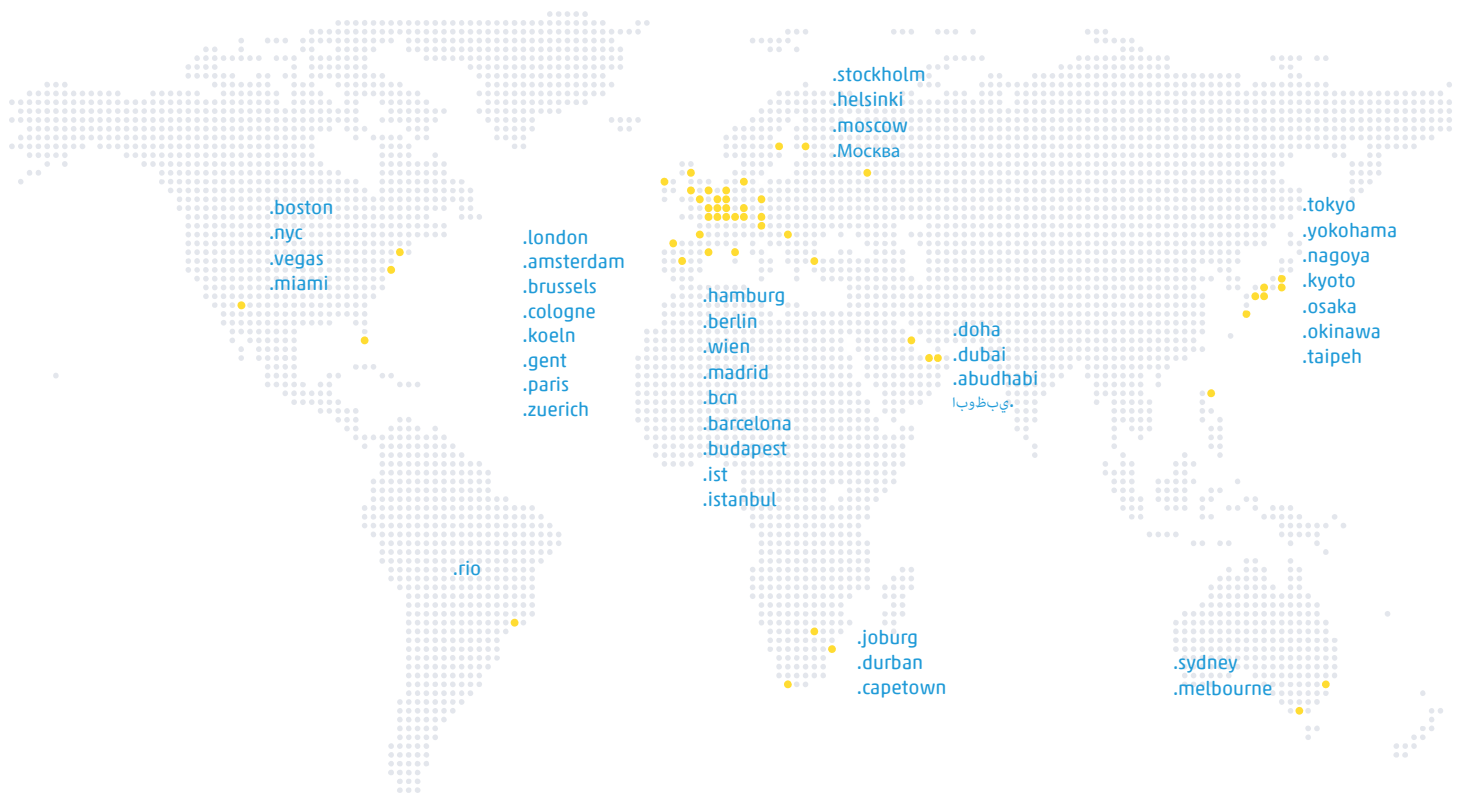 .stockholm
.helsinki
.moscow
.Москва
.boston
.nyc
.vegas
.miami
.london
.amsterdam
.brussels
.cologne
.koeln
.gent
.paris
.zuerich
.hamburg
.berlin
.wien
.madrid
.bcn
.barcelona
.budapest
.ist
.istanbul
.doha
.dubai
.abudhabi
.ابوظبي
.tokyo
.yokohama
.nagoya
.kyoto
.osaka
.okinawa
.taipeh
.rio
.joburg
.durban
.capetown
.sydney
.melbourne